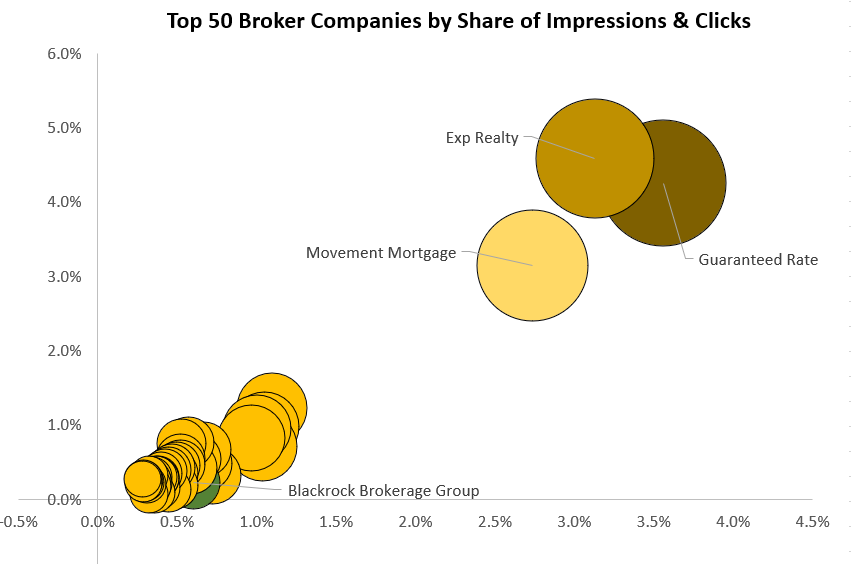 Top 50 Broker Companies by Share of Impressions & Clicks
6.0%
5.0%
Exp Realty
4.0%
Movement Mortgage
Guaranteed Rate
3.0%
2.0%
1.0%
Blackrock Brokerage Group
0.0%
-0.5% 0.0% 0.5% 1.0% 1.5% 2.0% 2.5% 3.0% 3.5% 4.0% 4.5%